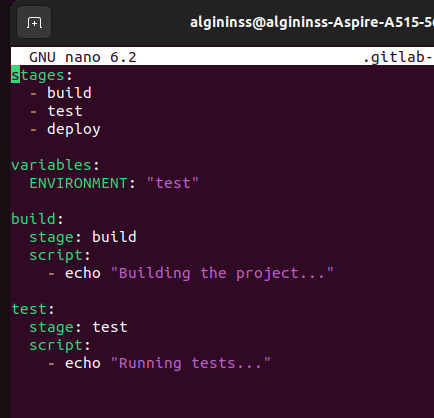 algininss@algininss-Aspire-A515-5
GNU nano 6.2 .gitlab-
stages:
- build
- test
- deploy
variables:
ENVIRONMENT: "test"
build:
stage: build
script:
- echo "Building the project..."
test:
stage: test
script:
- echo "Running tests..."